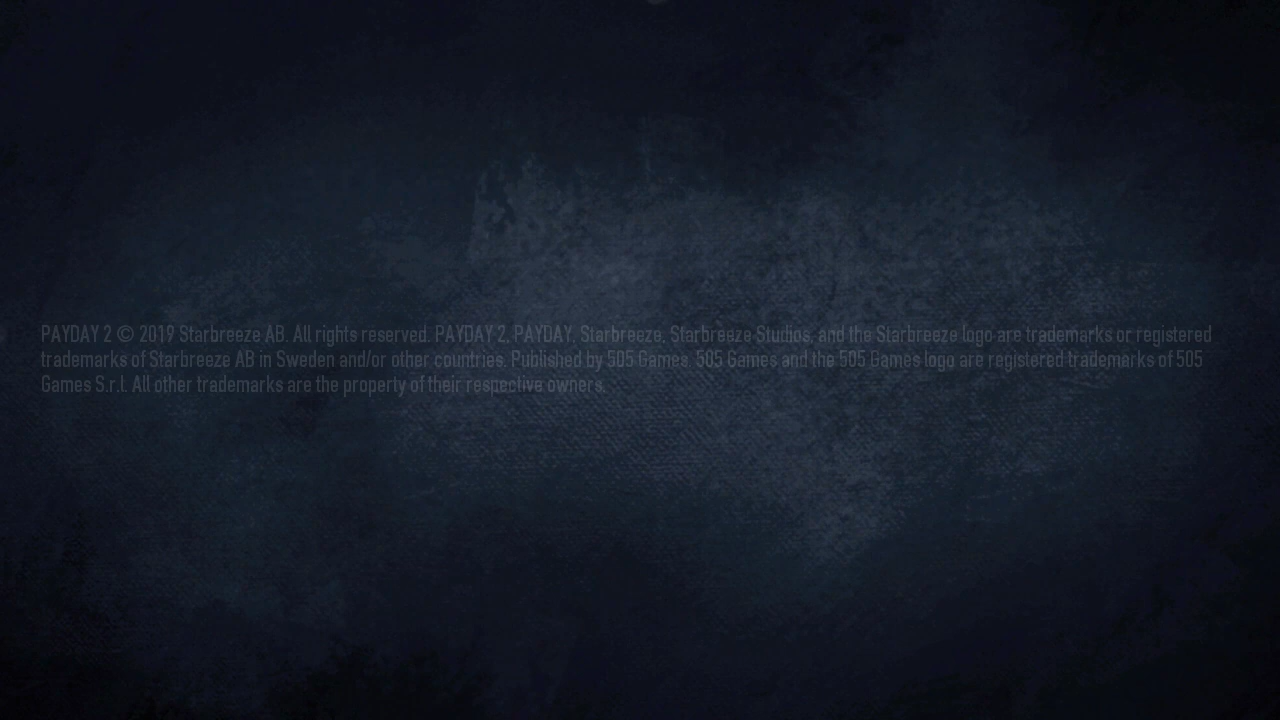 PAYDAY 2 © 2019 Starbreeze AB. All rights reserved. PAYDAY 2, PAYDAY, Starbreeze, Starbreeze Studios, and the Starbreeze logo are trademarks or registered
trademarks of Starbreeze AB in Sweden and/or other countries. Published by 505 Games. 505 Games and the 505 Games logo are registered trademarks of 505
Games S.r.l. All other trademarks are the property of their respective owners.